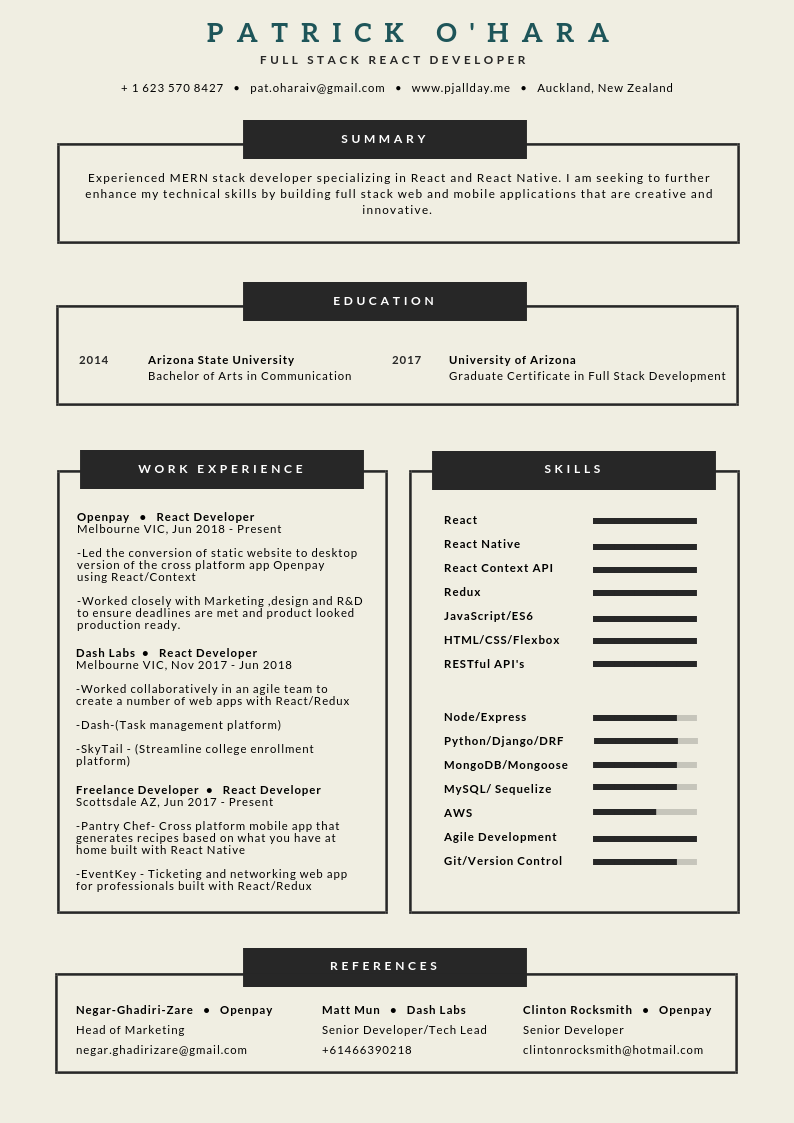 PATRICK O'HARA
FULL STACK REACT DEVELOPER
+ 1 623 570 8427 • pat.oharaiv@gmail.com • www.pjallday.me • Auckland, New Zealand
SUMMARY
Experienced MERN stack developer specializing in React and React Native. I am seeking to further
enhance my technical skills by building full stack web and mobile applications that are creative and
innovative.
EDUCATION
2014
Arizona State University
Bachelor of Arts in Communication
2017
University of Arizona
Graduate Certificate in Full Stack Development
WORK EXPERIENCE
Openpay • React Developer
Melbourne VIC, Jun 2018 - Present
-Led the conversion of static website to desktop
version of the cross platform app Openpay
using React/Context
-Worked closely with Marketing ,design and R&D
to ensure deadlines are met and product looked
production ready.
Dash Labs • React Developer
Melbourne VIC, Nov 2017 - Jun 2018
-Worked collaboratively in an agile team to
create a number of web apps with React/Redux
-Dash-(Task management platform)
-SkyTail - (Streamline college enrollment
platform)
Freelance Developer • React Developer
Scottsdale AZ, Jun 2017 - Present
-Pantry Chef- Cross platform mobile app that
generates recipes based on what you have at
home built with React Native
-EventKey - Ticketing and networking web app
for professionals built with React/Redux
SKILLS
React
React Native
React Context API
Redux
JavaScript/ES6
HTML/CSS/Flexbox
RESTful API's
Node/Express
Python/Django/DRF
MongoDB/Mongoose
MySQL/ Sequelize
AWS
Agile Development
Git/Version Control
REFERENCES
Negar-Ghadiri-Zare • Openpay
Head of Marketing
negar.ghadirizare@gmail.com
Matt Mun • Dash Labs
Senior Developer/Tech Lead
+61466390218
Clinton Rocksmith • Openpay
Senior Developer
clintonrocksmith@hotmail.com